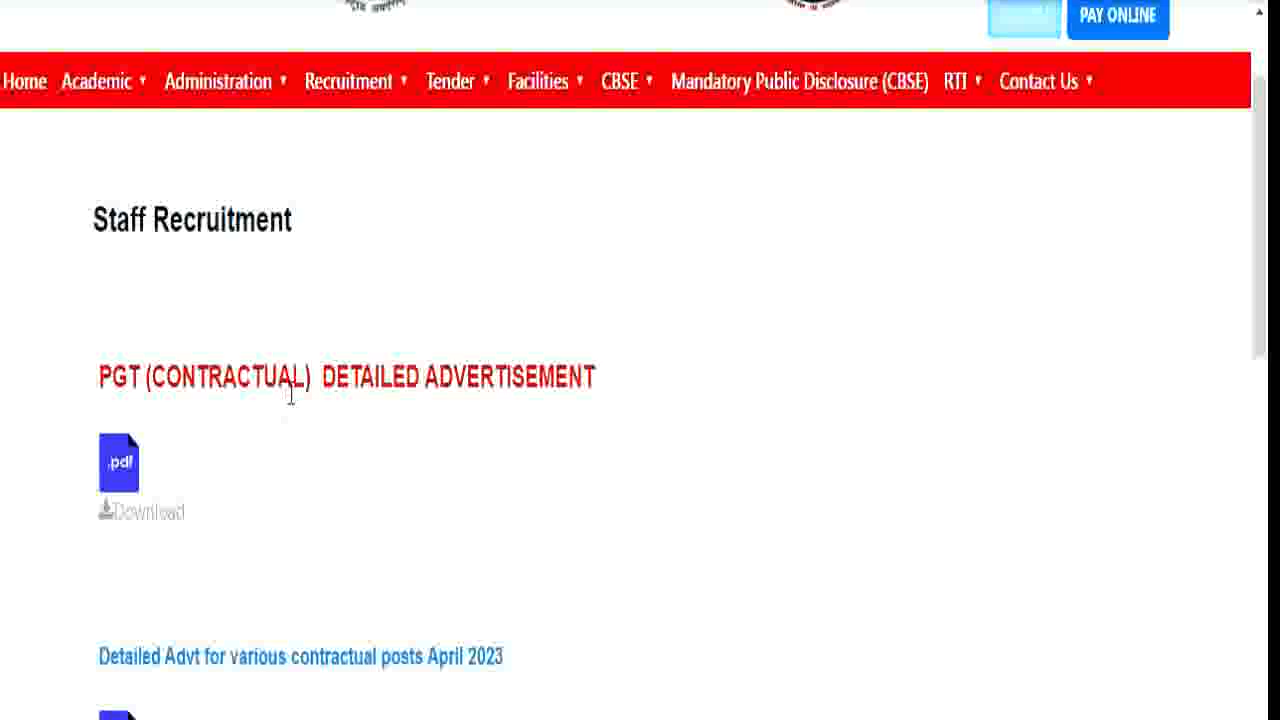 PAY ONLINE
Home Academic Administration Recruitment Tender Facilities CBSE Mandatory Public Disclosure (CBSE) RTI Contact Us
Staff Recruitment
PGT (CONTRACTUAL) DETAILED ADVERTISEMENT
.pdf
Download
Detailed Advt for various contractual posts April 2023